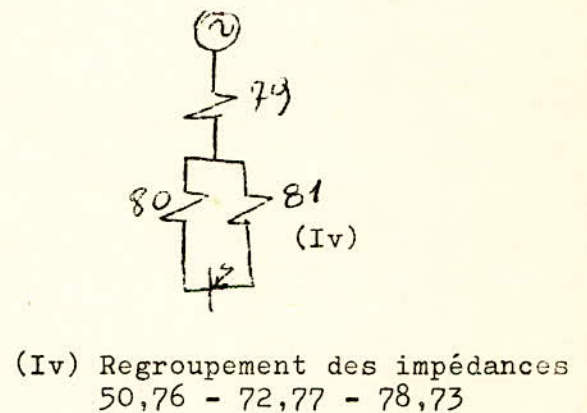 79
80 81
(Iv)
(Iv) Regroupement des impédances
50,76 - 72,77 - 78,73